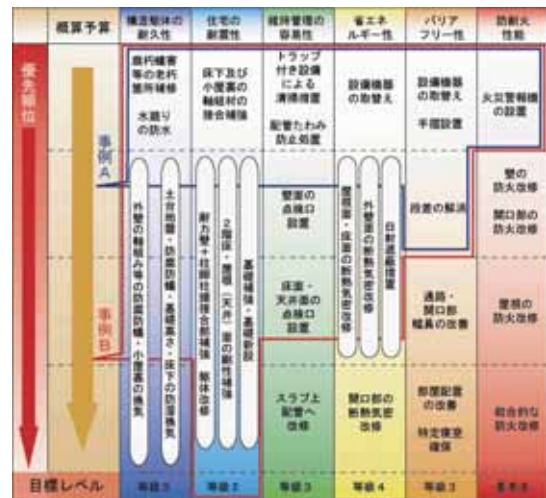 概算予算
構造躯体の
耐久性
住宅の
耐震性
維持管理の
容易性
省エネ
ルギー性
バリア
フリー性
防耐火
性能
優先順位
事例A
事例B
腐朽蟻害
等の老朽
箇所補修
水廻り
の防水
床下及び
小屋裏の
軸組材の
接合補強
トラップ
付き設備
による
清掃措置
配管たわみ
防止処置
設備機器
の取替え
設備機器
の取替え
手摺設置
火災警報機
の設置
外壁の軸組み等の防腐防蟻・小屋裏の換気
土台地盤・防腐防蟻・基礎高さ・床下の防湿換気
耐力壁+柱脚柱頭接合部補強 躯体改修
2階床・屋根(天井)面の剛性補強
基礎補強・基礎新設
壁面の
点検口
設置
床面・
天井面の
点検口
設置
スラブ上
配管へ
改修
屋根面・床面の断熱気密改修
外壁面の断熱気密改修
日射遮蔽措置
開口部の
断熱気密
改修
段差の解消
通路・
開口部
幅員の改善
部屋配置
の改善
特定寝室
確保
壁の
防火改修
開口部の
防火改修
屋根の
防火改修
総合的な
防火改修
目標レベル
等級3
等級2
等級3
等級4
等級3